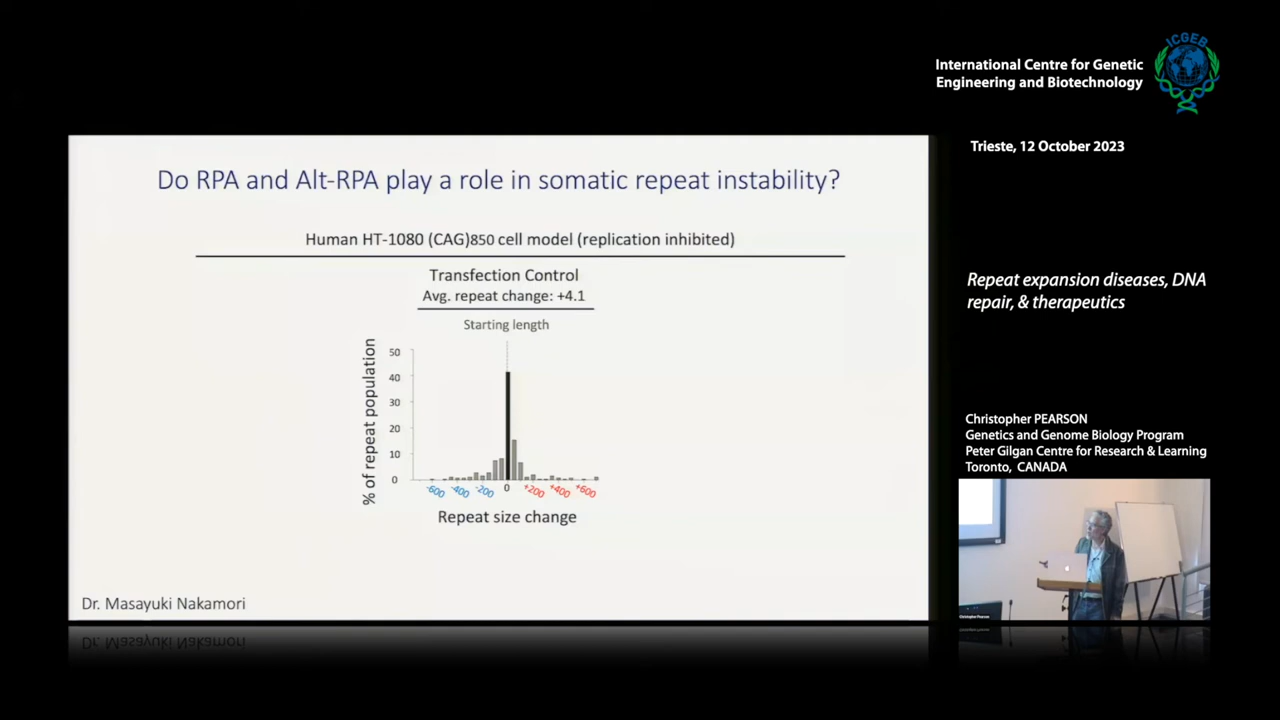 ICGEB
International Centre for Genetic
Engineering and Biotechnology
Trieste, 12 October 2023
Do RPA and Alt-RPA play a role in somatic repeat instability?
Human HT-1080 (CAG)850 cell model (replication inhibited)
Transfection Control
Avg. repeat change: +4.1
Starting length
% of repeat population
50
40
30
20
10
0
-600 -400 -200 0 +200 +400 +600
Repeat size change
Dr. Masayuki Nakamori
Repeat expansion diseases, DNA
repair, & therapeutics
Christopher PEARSON
Genetics and Genome Biology Program
Peter Gilgan Centre for Research & Learning
Toronto, CANADA
Christopher Pearson